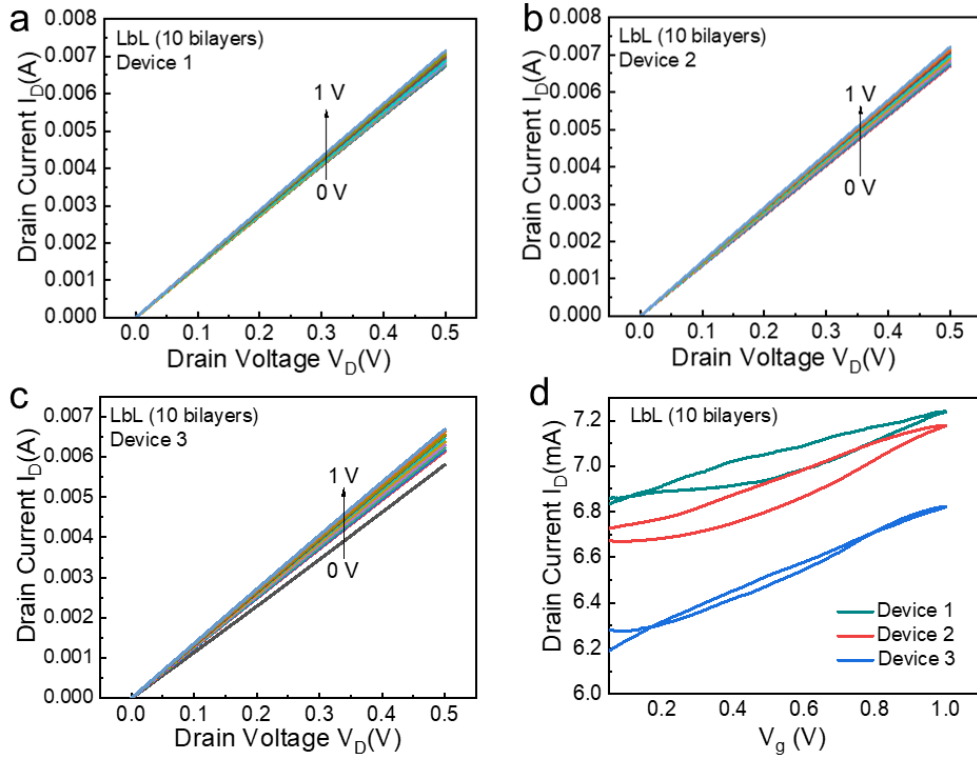 a
LbL (10 bilayers)
Device 1
1 V
0 V
0.008
0.007
0.006
0.005
0.004
0.003
0.002
0.001
0.000
0.0 0.1 0.2 0.3 0.4 0.5
Drain Current I_D(A)
Drain Voltage V_D(V)
b
LbL (10 bilayers)
Device 2
1 V
0 V
0.008
0.007
0.006
0.005
0.004
0.003
0.002
0.001
0.000
0.0 0.1 0.2 0.3 0.4 0.5
Drain Current I_D(A)
Drain Voltage V_D(V)
c
LbL (10 bilayers)
Device 3
1 V
0 V
0.007
0.006
0.005
0.004
0.003
0.002
0.001
0.000
0.0 0.1 0.2 0.3 0.4 0.5
Drain Current I_D(A)
Drain Voltage V_D(V)
d
LbL (10 bilayers)
7.2
7.0
6.8
6.6
6.4
6.2
6.0
Device 1
Device 2
Device 3
0.2 0.4 0.6 0.8 1.0
Drain Current I_D(mA)
V_g (V)